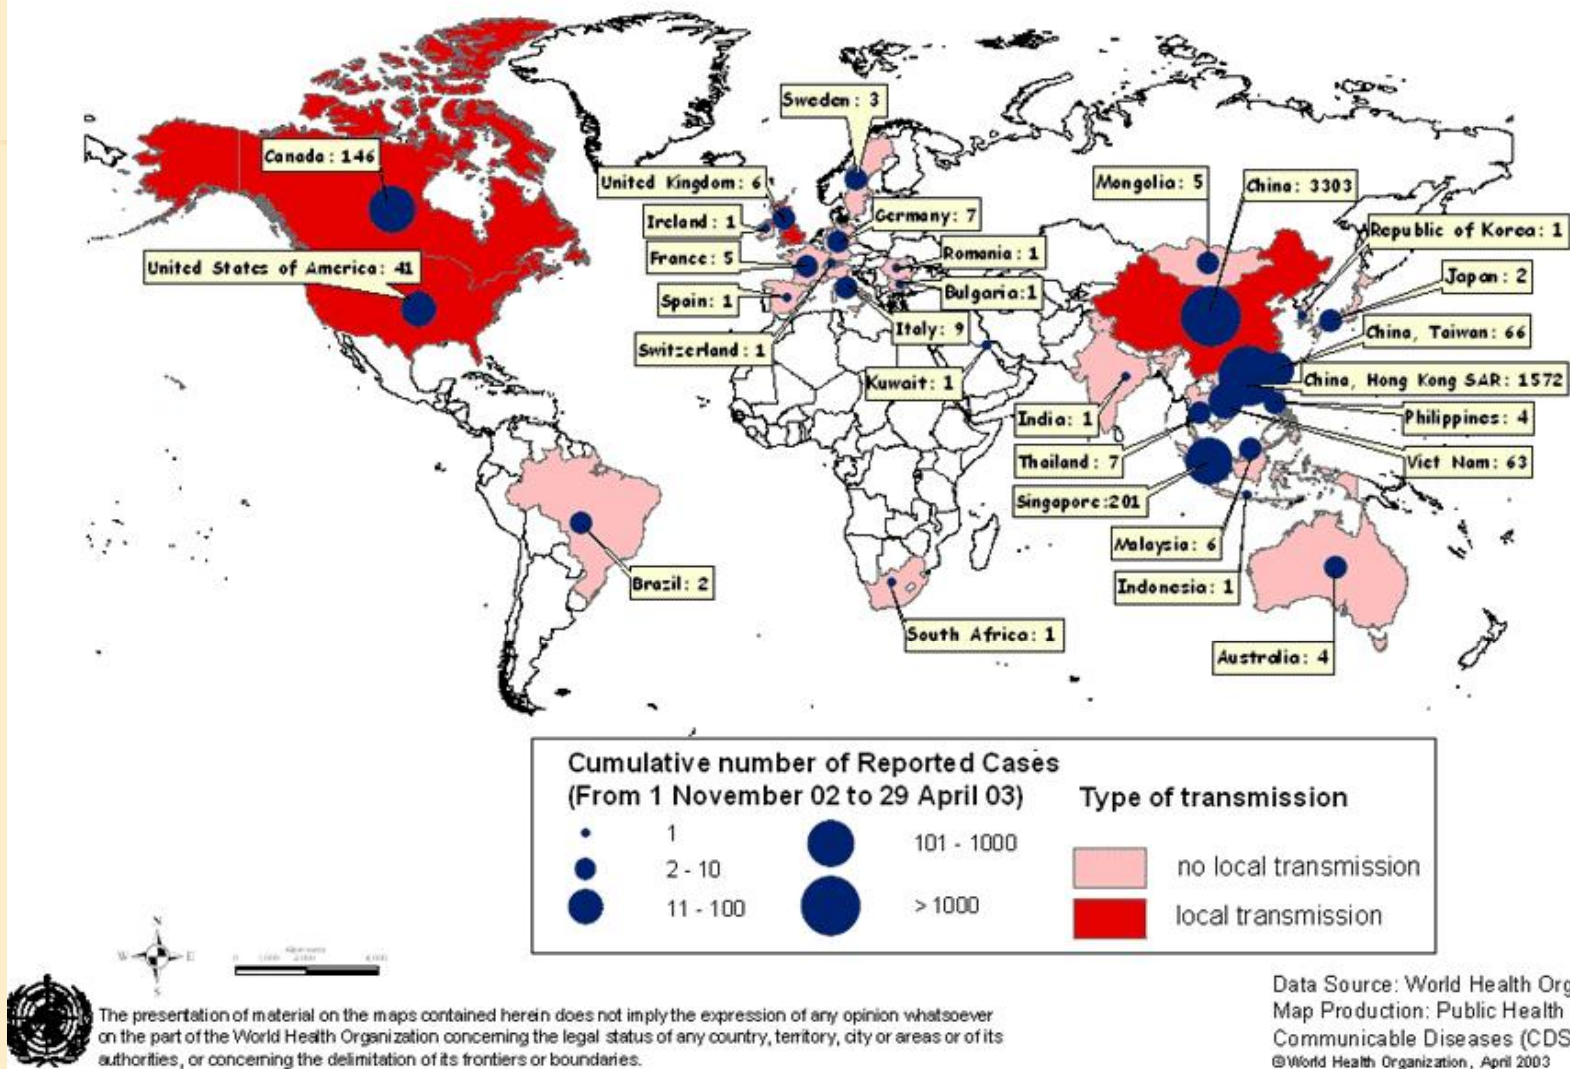 Sweden: 3
Canada: 146
United Kingdom: 6
Mongolia: 5
China: 3303
Ireland: 1
Germany: 7
Republic of Korea: 1
France: 5
Romania: 1
United States of America: 41
Japan: 2
Spain: 1
Bulgaria:1
Italy: 9
China, Taiwan: 66
Switzerland: 1
Kuwait: 1
China, Hong Kong SAR: 1572
India: 1
Philippines: 4
Thailand: 7
Viet Nam: 63
Singapore:201
Malaysia: 6
Brazil: 2
Indonesia: 1
South Africa: 1
Australia: 4
Cumulative number of Reported Cases
(From 1 November 02 to 29 April 03)
1
2 - 10
11 - 100
101 - 1000
> 1000
Type of transmission
no local transmission
local transmission
N
W
E
S
The presentation of material on the maps contained herein does not imply the expression of any opinion whatsoever
on the part of the World Health Organization concerning the legal status of any country, territory, city or areas or of its
authorities, or concerning the delimitation of its frontiers or boundaries.
Data Source: World Health Org
Map Production: Public Health
Communicable Diseases (CDS
©World Health Organization, April 2003